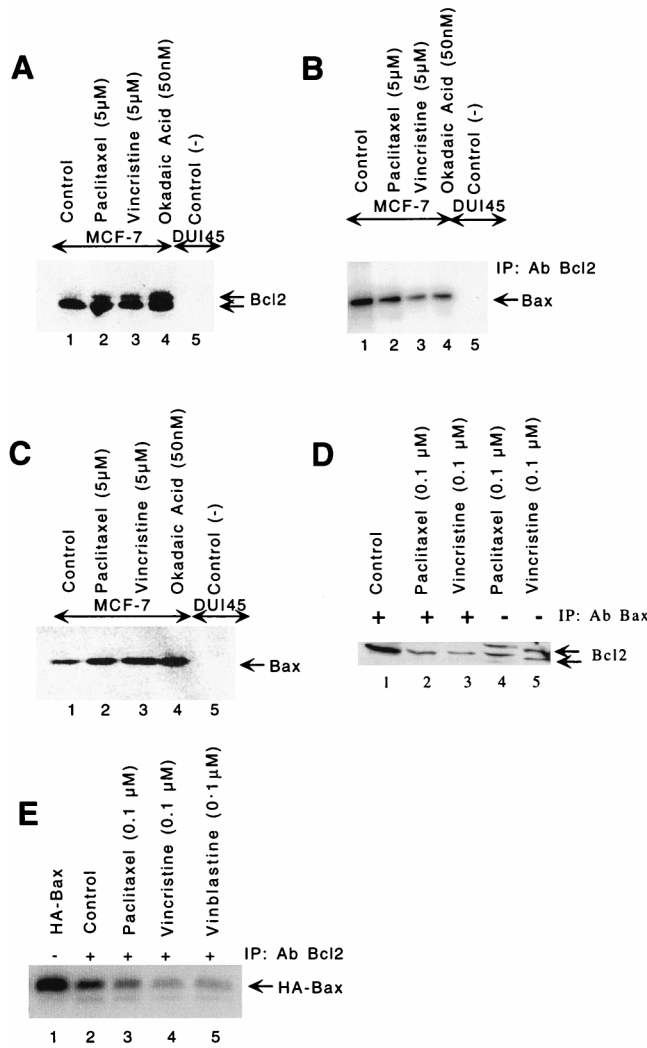 A
Control
Paclitaxel (5µM)
Vincristine (5µM)
Okadaic Acid (50nM)
Control (-)
MCF-7
DUI45
Bcl2
1 2 3 4 5
B
Control
Paclitaxel (5µM)
Vincristine (5µM)
Okadaic Acid (50nM)
Control (-)
MCF-7
DUI45
IP: Ab Bcl2
Bax
1 2 3 4 5
C
Control
Paclitaxel (5µM)
Vincristine (5µM)
Okadaic Acid (50nM)
Control (-)
MCF-7
DUI45
Bax
1 2 3 4 5
D
Control
Paclitaxel (0.1 µM)
Vincristine (0.1 µM)
Paclitaxel (0.1 µM)
Vincristine (0.1 µM)
+ + + - - IP: Ab Bax
Bcl2
1 2 3 4 5
E
HA-Bax
Control
Paclitaxel (0.1 µM)
Vincristine (0.1 µM)
Vinblastine (0·1µM)
- + + + + IP: Ab Bcl2
HA-Bax
1 2 3 4 5